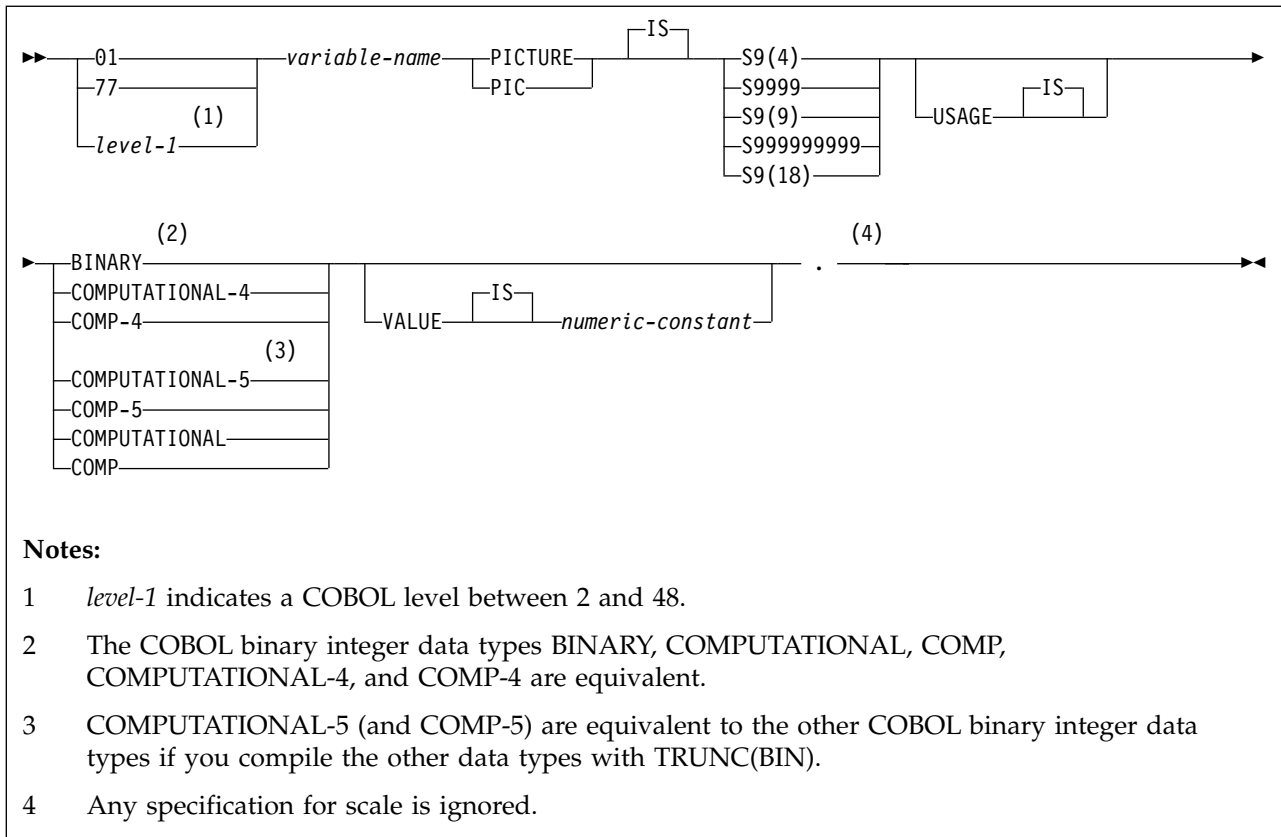 IS
01 variable-name PICTURE S9(4)
77 PIC S9999 IS
(1) S9(9) USAGE
level-1 S999999999
S9(18)
(2) (4)
BINARY .
COMPUTATIONAL-4 IS
COMP-4 VALUE numeric-constant
(3)
COMPUTATIONAL-5
COMP-5
COMPUTATIONAL
COMP
Notes:
1 level-1 indicates a COBOL level between 2 and 48.
2 The COBOL binary integer data types BINARY, COMPUTATIONAL, COMP,
COMPUTATIONAL-4, and COMP-4 are equivalent.
3 COMPUTATIONAL-5 (and COMP-5) are equivalent to the other COBOL binary integer data
types if you compile the other data types with TRUNC(BIN).
4 Any specification for scale is ignored.